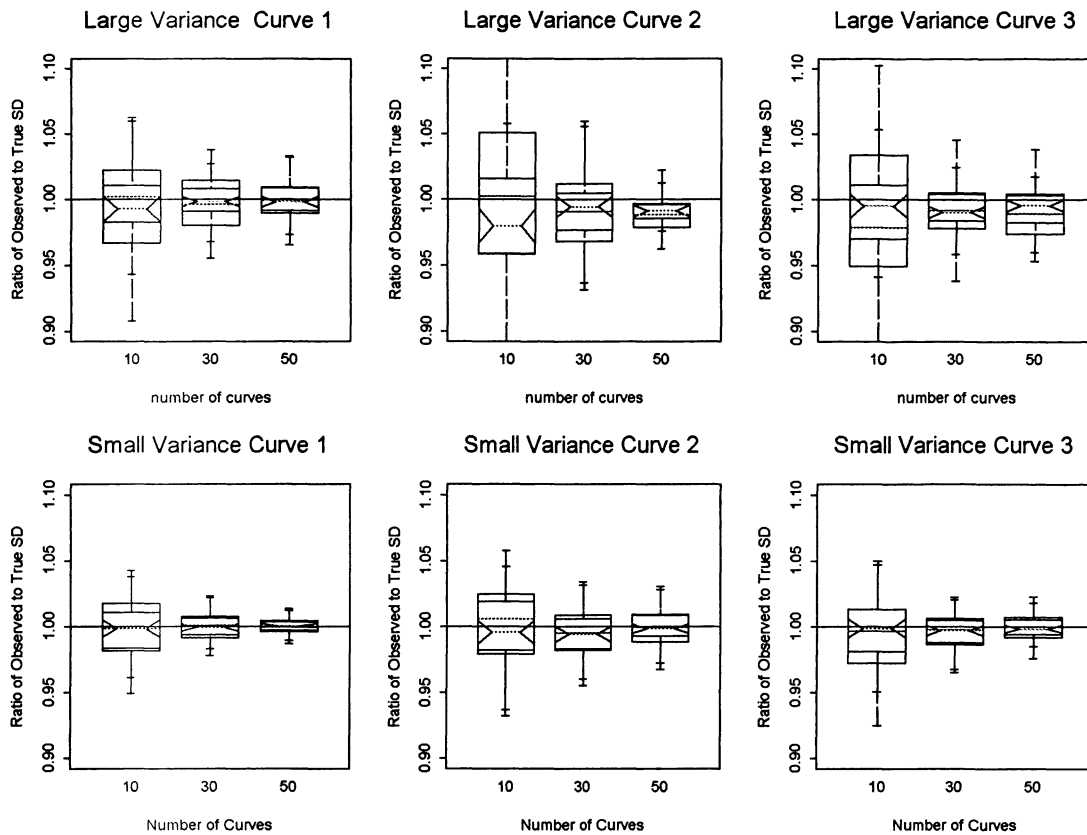 Large Variance Curve 1
Large Variance Curve 2
Large Variance Curve 3
Ratio of Observed to True SD
0.90 0.95 1.00 1.05 1.10
10 30 50
number of curves
Ratio of Observed to True SD
0.90 0.95 1.00 1.05 1.10
10 30 50
number of curves
Ratio of Observed to True SD
0.90 0.95 1.00 1.05 1.10
10 30 50
number of curves
Small Variance Curve 1
Small Variance Curve 2
Small Variance Curve 3
Ratio of Observed to True SD
0.90 0.95 1.00 1.05 1.10
10 30 50
Number of Curves
Ratio of Observed to True SD
0.90 0.95 1.00 1.05 1.10
10 30 50
Number of Curves
Ratio of Observed to True SD
0.90 0.95 1.00 1.05 1.10
10 30 50
Number of Curves